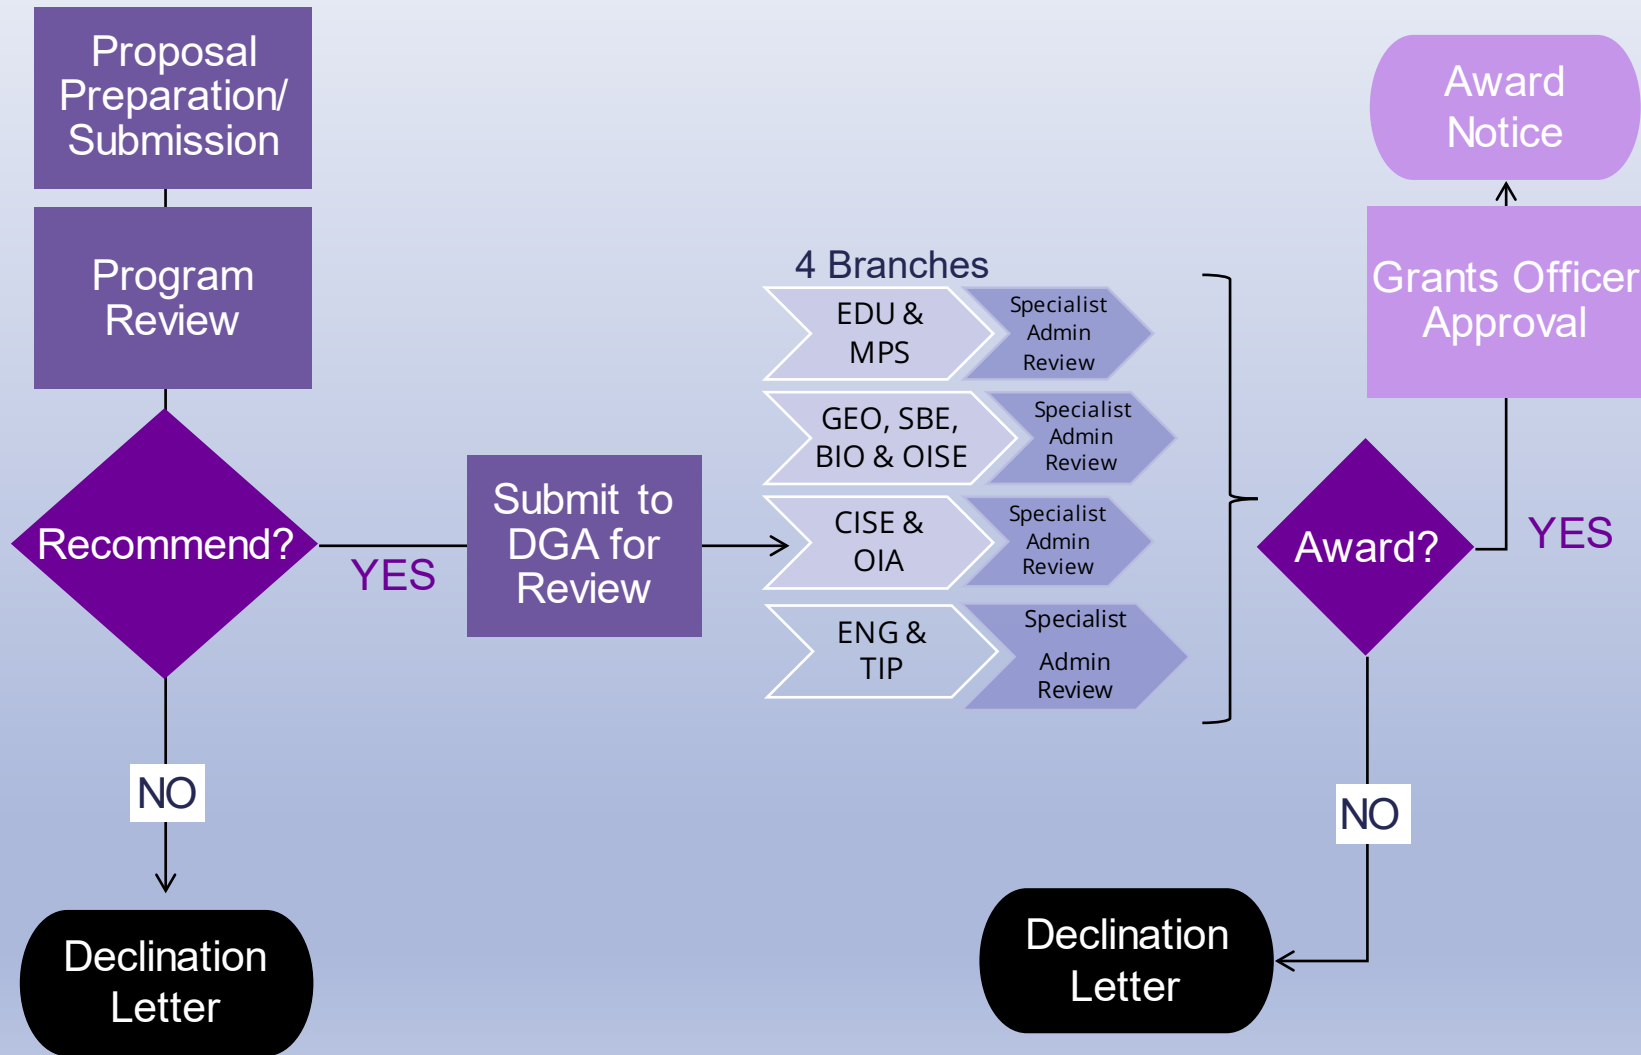 Proposal
Preparation/
Submission
Program
Review
Recommend?
YES
NO
Declination
Letter
Submit to
DGA for
Review
4 Branches
EDU &
MPS
Specialist
Admin
Review
GEO, SBE,
BIO & OISE
Specialist
Admin
Review
CISE &
OIA
Specialist
Admin
Review
ENG &
TIP
Specialist
Admin
Review
Award?
YES
NO
Declination
Letter
Grants Officer
Approval
Award
Notice